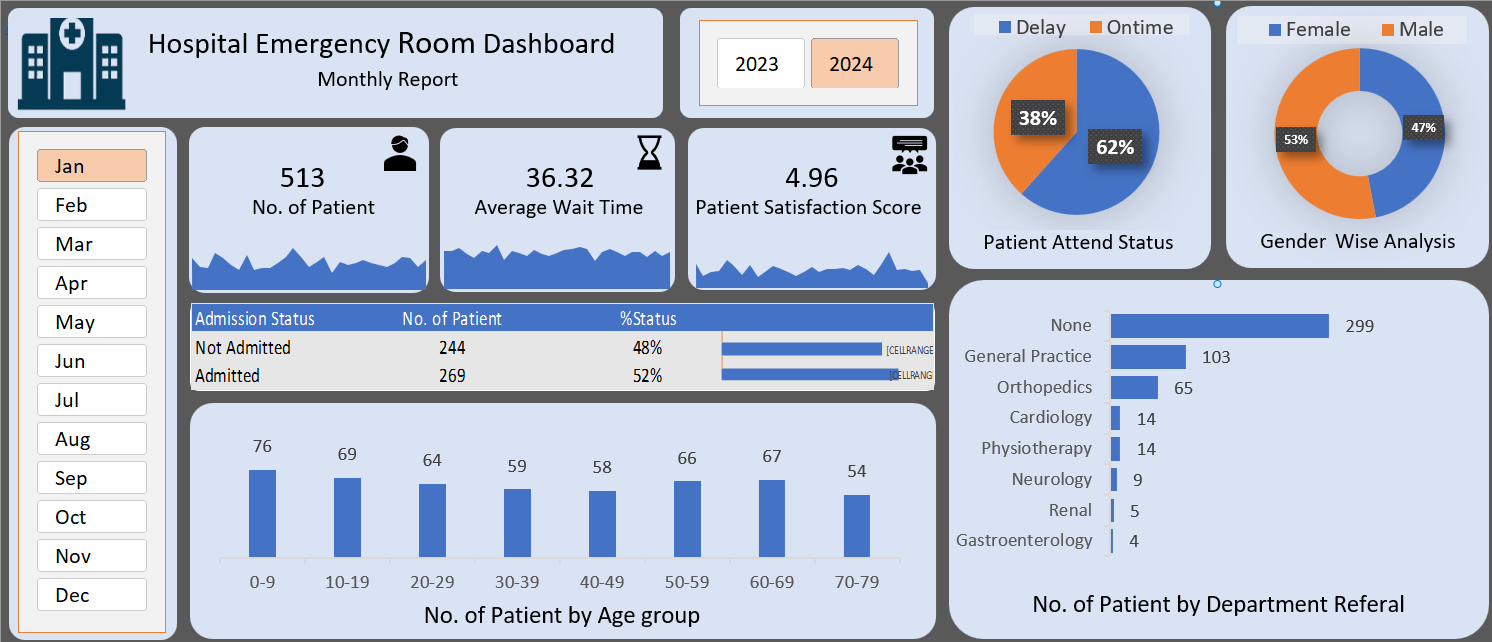 Hospital Emergency Room Dashboard
Monthly Report
2023
2024
Jan
Feb
Mar
Apr
May
Jun
Jul
Aug
Sep
Oct
Nov
Dec
513
No. of Patient
36.32
Average Wait Time
4.96
Patient Satisfaction Score
Delay Ontime
38%
62%
Patient Attend Status
Female Male
53%
47%
Gender Wise Analysis
Admission Status No. of Patient %Status
Not Admitted 244 48% [CELLRANGE
Admitted 269 52% [CELLRANG
76 69 64 59 58 66 67 54
0-9 10-19 20-29 30-39 40-49 50-59 60-69 70-79
No. of Patient by Age group
None 299
General Practice 103
Orthopedics 65
Cardiology 14
Physiotherapy 14
Neurology 9
Renal 5
Gastroenterology 4
No. of Patient by Department Referal